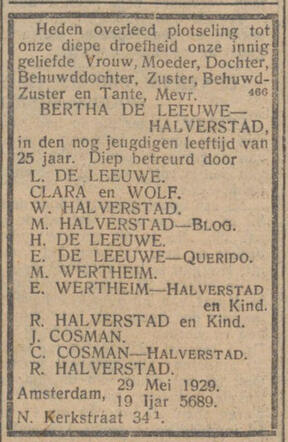 Heden overleed plotseling tot
onze diepe droefheid onze innig
geliefde Vrouw, Moeder, Dochter,
Behuwddochter, Zuster, Behuwd-
Zuster en Tante, Mevr. 466
BERTHA DE LEEUWE—
HALVERSTAD,
in den nog jeugdigen leeftijd van
25 jaar. Diep betreurd door
L. DE LEEUWE.
CLARA en WOLF.
W. HALVERSTAD.
M. HALVERSTAD—BLOG.
H. DE LEEUWE.
E. DE LEEUWE—QUERIDO.
M. WERTHEIM.
E. WERTHEIM—HALVERSTAD
en Kind.
R. HALVERSTAD en Kind.
J. COSMAN.
C. COSMAN—HALVERSTAD.
R. HALVERSTAD.
Amsterdam, 29 Mei 1929.
19 Ijar 5689.
N. Kerkstraat 34¹.